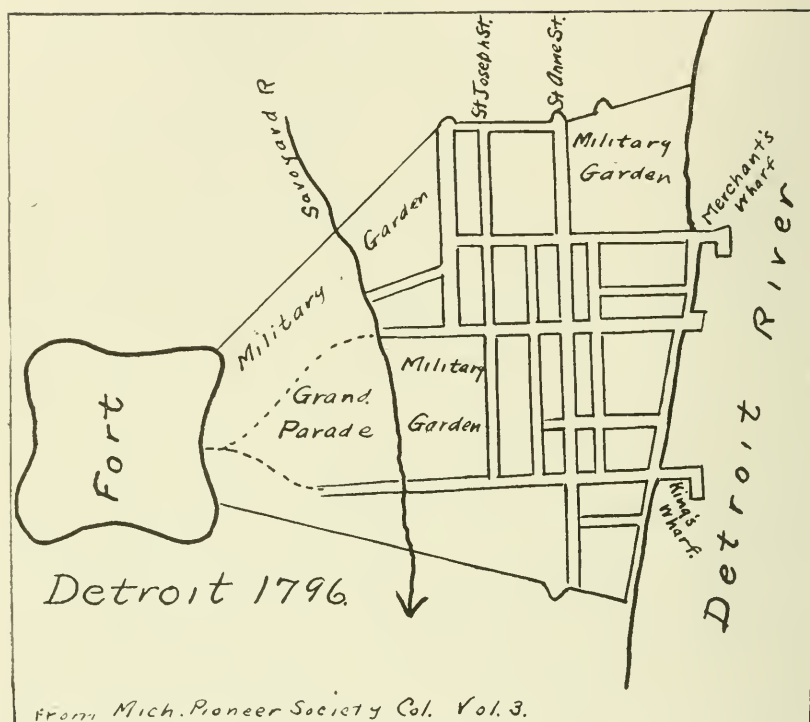 St Joseph St.
St Anne St.
Savoyard R
Military
Garden
Merchant's
Wharf
Military Garden
Fort
Grand
Parade
Military
Garden
Detroit River
King's
Wharf.
Detroit 1796.
From Mich. Pioneer Society Col. Vol. 3.